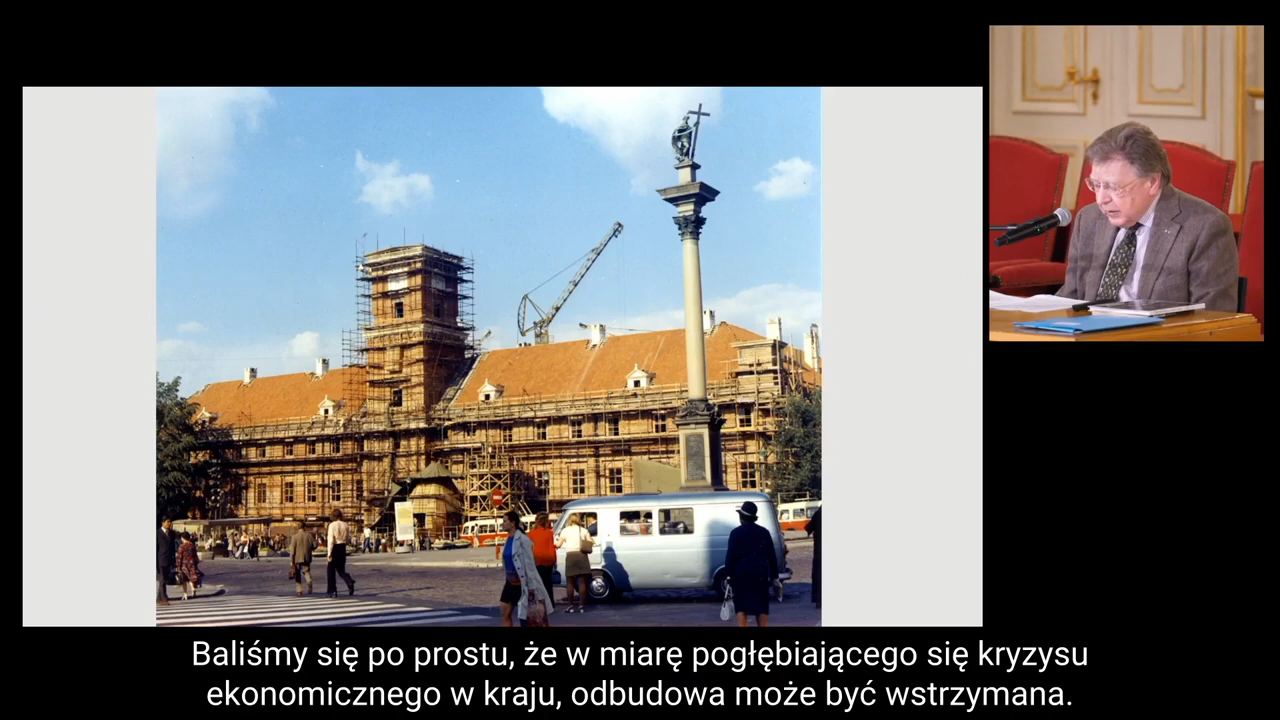 Baliśmy się po prostu, że w miarę pogłębiającego się kryzysu
ekonomicznego w kraju, odbudowa może być wstrzymana.